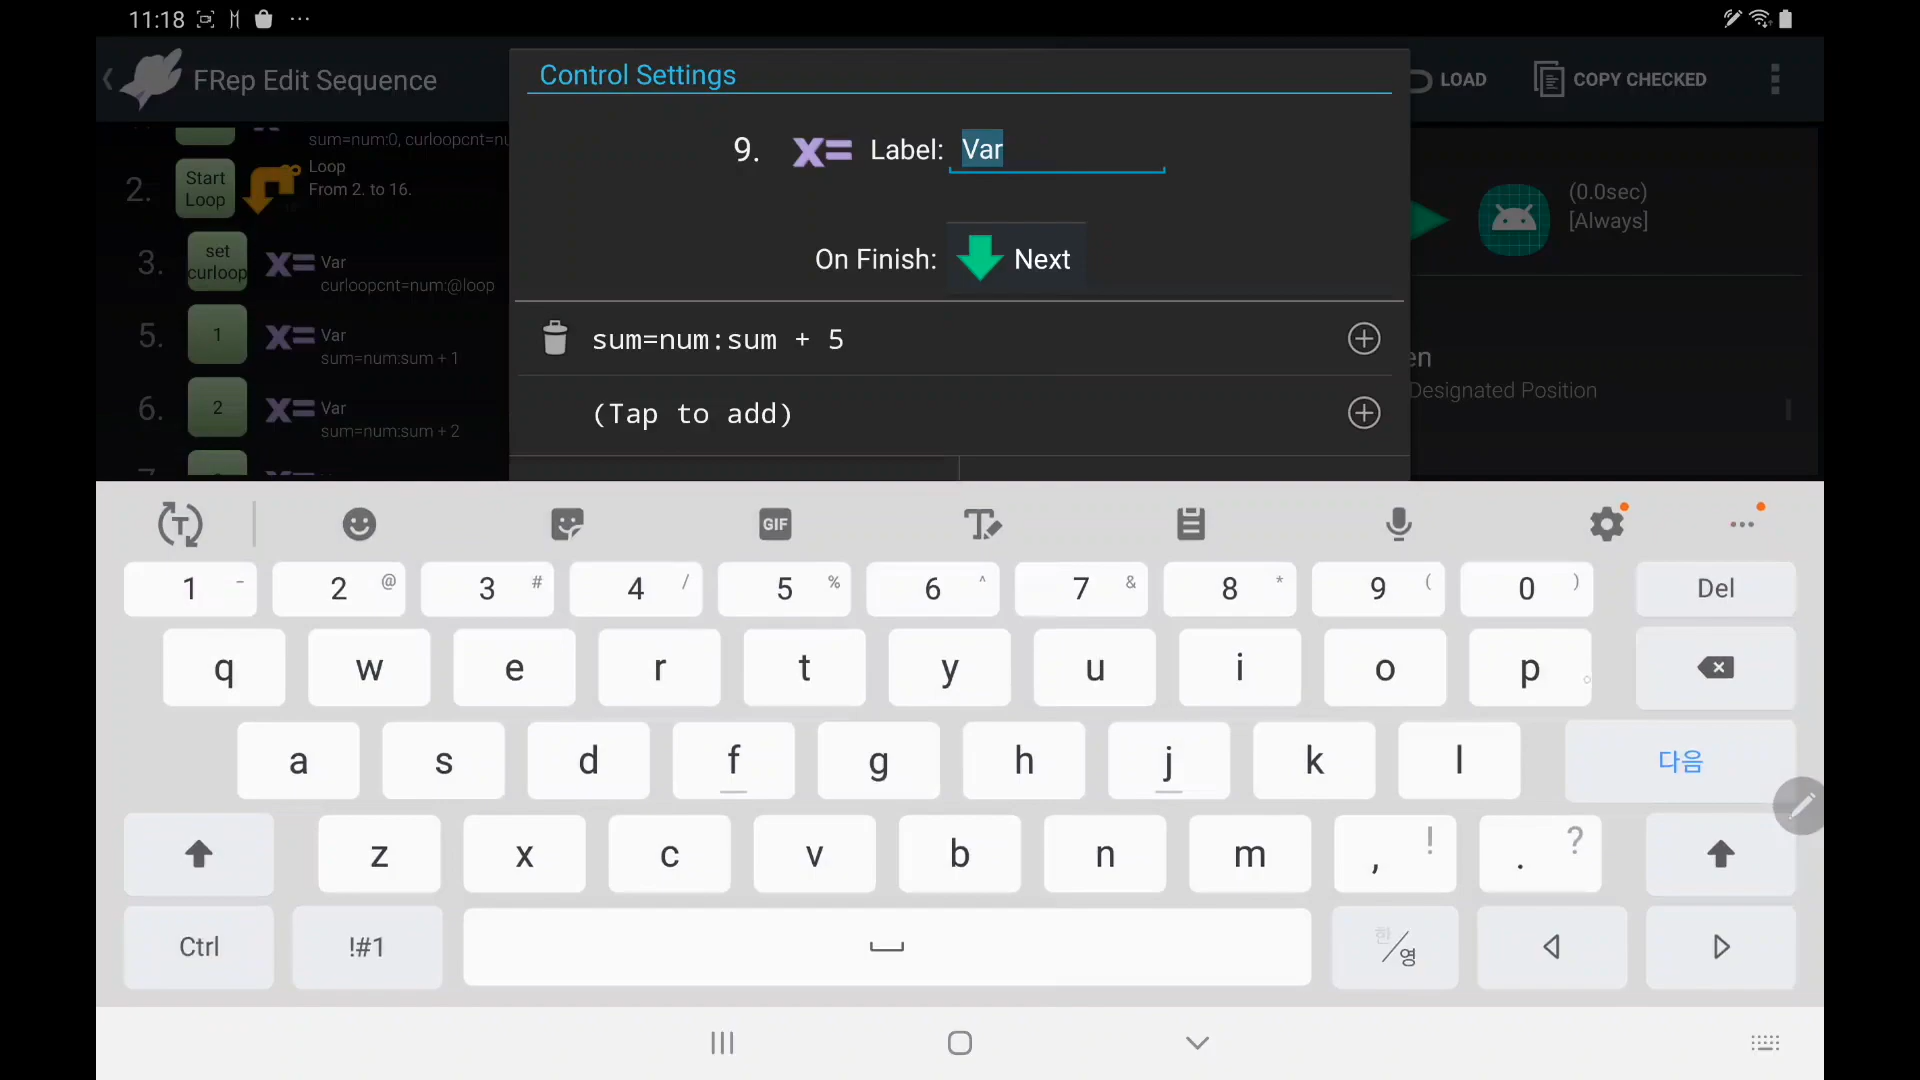 11:18
FRep Edit Sequence
LOAD
COPY CHECKED
Control Settings
9. X= Label: Var
On Finish: Next
sum=num:sum + 5
(Tap to add)
sum=num:0, curloopcnt=nu
2. Start Loop
Loop
From 2. to 16.
3. set curloop
X= Var
curloopcnt=num:@loop
5. 1
X= Var
sum=num:sum + 1
6. 2
X= Var
sum=num:sum + 2
(0.0sec)
[Always]
en
Designated Position
T GIF T
1 - 2 @ 3 # 4 / 5 % 6 ^ 7 & 8 * 9 ( 0 ) Del
q w e r t y u i o p
a s d f g h j k l 다음
z x c v b n m , ! . ?
Ctrl !#1 한/영